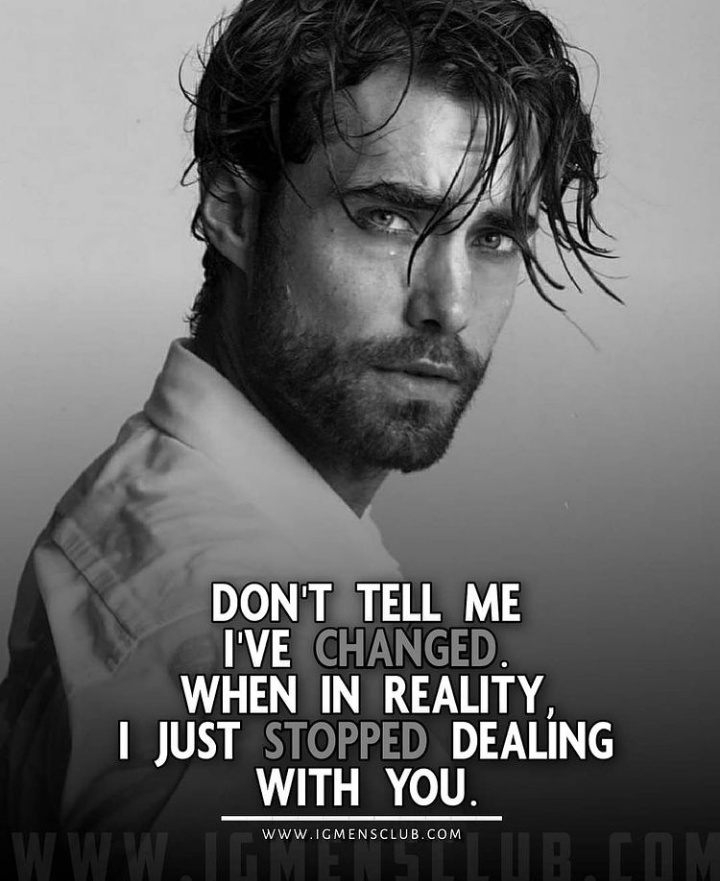 DON'T TELL ME
I'VE CHANGED.
WHEN IN REALITY,
I JUST STOPPED DEALING
WITH YOU.
WWW.IGMENSCLUB.COM
WWW.IGMENSCLUB.COM